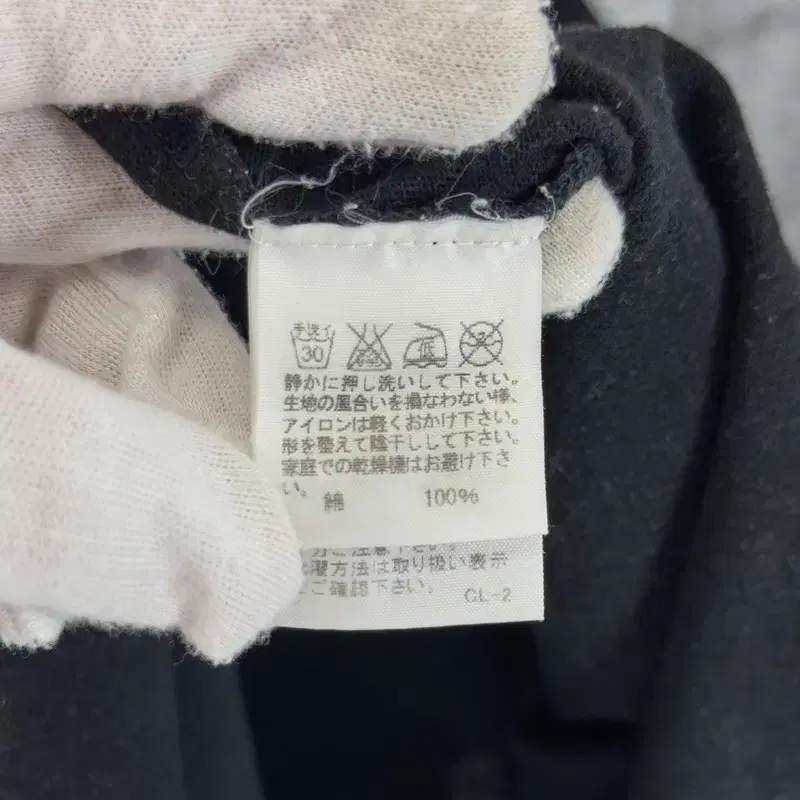 手洗イ
30
静かに押し洗いして下さい。
生地の風合いを損なわない様、
アイロンは軽くおかけ下さい。
形を整えて陰干しして下さい。
家庭での乾燥機はお避け下さ
い。
綿 100%
濯方法は取り扱い表示
ご確認下さい。
CL-2